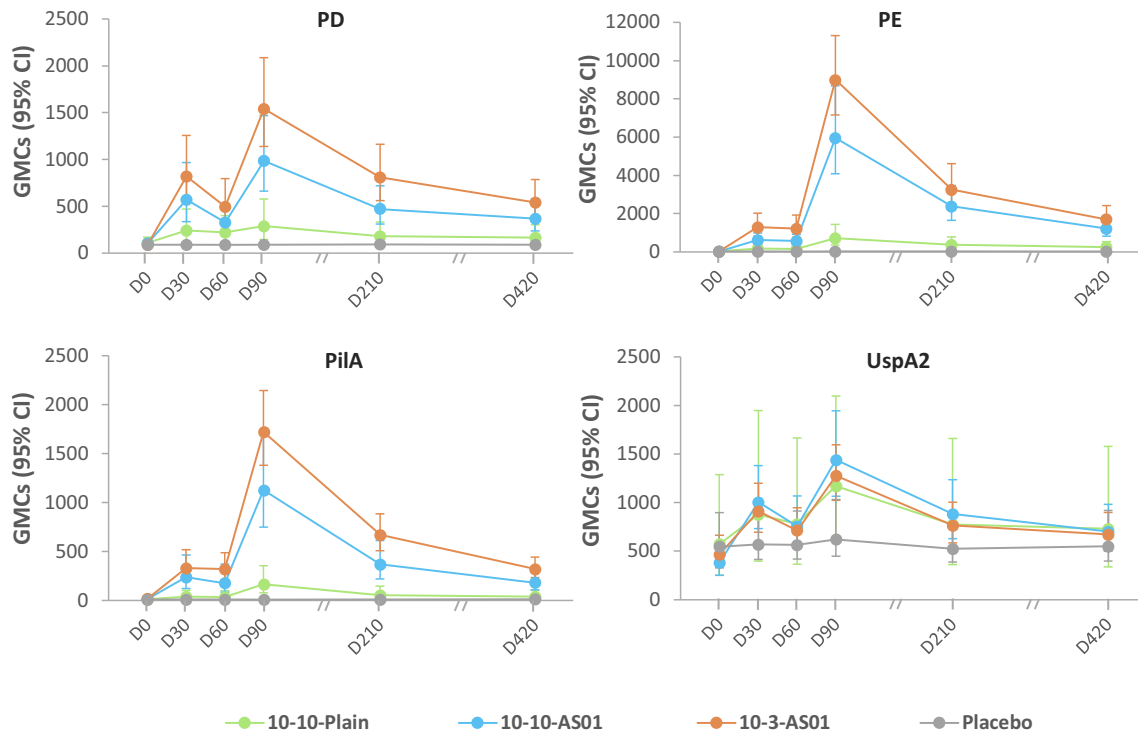 PD
GMCs (95% CI)
2500
2000
1500
1000
500
0
D0 D30 D60 D90 // D210 // D420
PE
GMCs (95% CI)
12000
10000
8000
6000
4000
2000
0
D0 D30 D60 D90 // D210 // D420
PilA
GMCs (95% CI)
2500
2000
1500
1000
500
0
D0 D30 D60 D90 // D210 // D420
UspA2
GMCs (95% CI)
2500
2000
1500
1000
500
0
D0 D30 D60 D90 // D210 // D420
10-10-Plain 10-10-AS01 10-3-AS01 Placebo